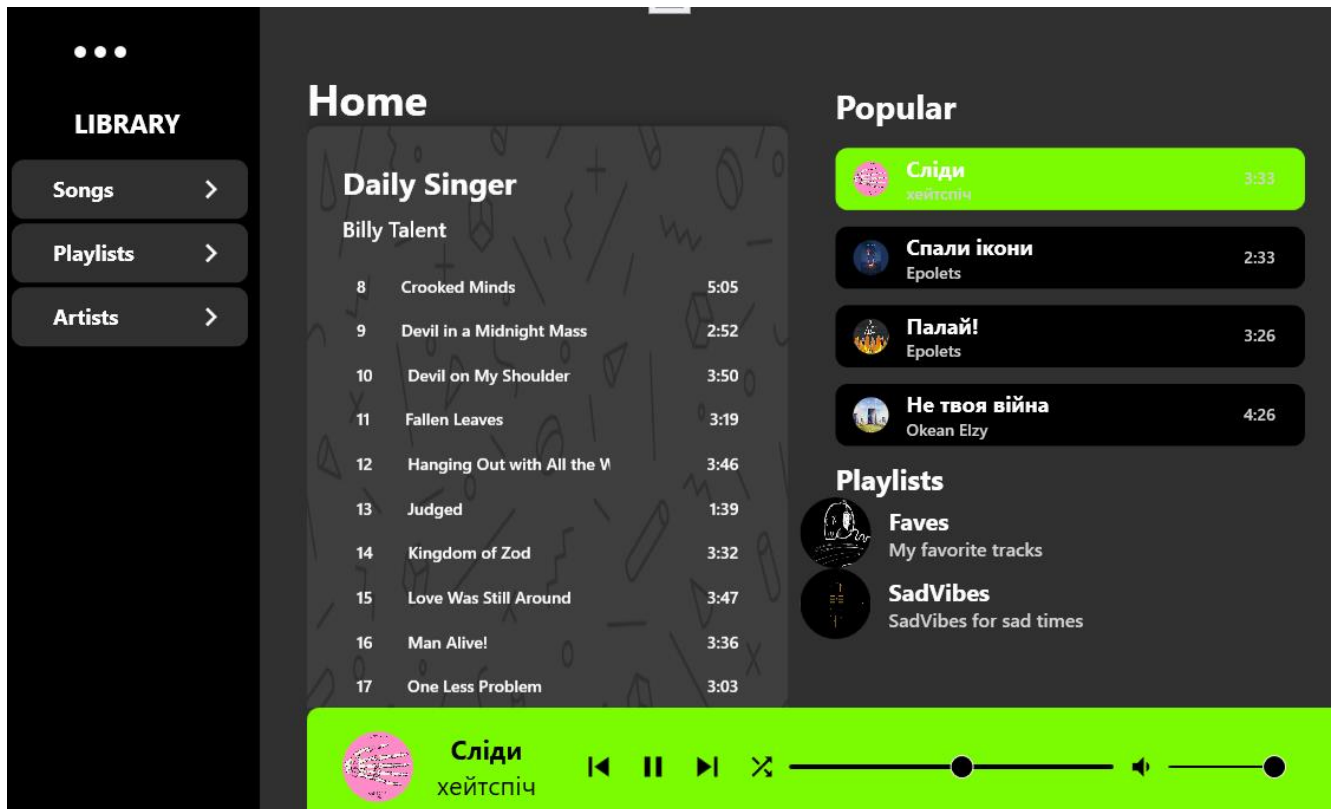 LIBRARY
Songs
Playlists
Artists
Home
Daily Singer
Billy Talent
8 Crooked Minds 5:05
9 Devil in a Midnight Mass 2:52
10 Devil on My Shoulder 3:50
11 Fallen Leaves 3:19
12 Hanging Out with All the W 3:46
13 Judged 1:39
14 Kingdom of Zod 3:32
15 Love Was Still Around 3:47
16 Man Alive! 3:36
17 One Less Problem 3:03
Popular
Сліди 3:33
хейтспіч
Спали ікони 2:33
Epolets
Палай! 3:26
Epolets
Не твоя війна 4:26
Okean Elzy
Playlists
Faves
My favorite tracks
SadVibes
SadVibes for sad times
Сліди
хейтспіч